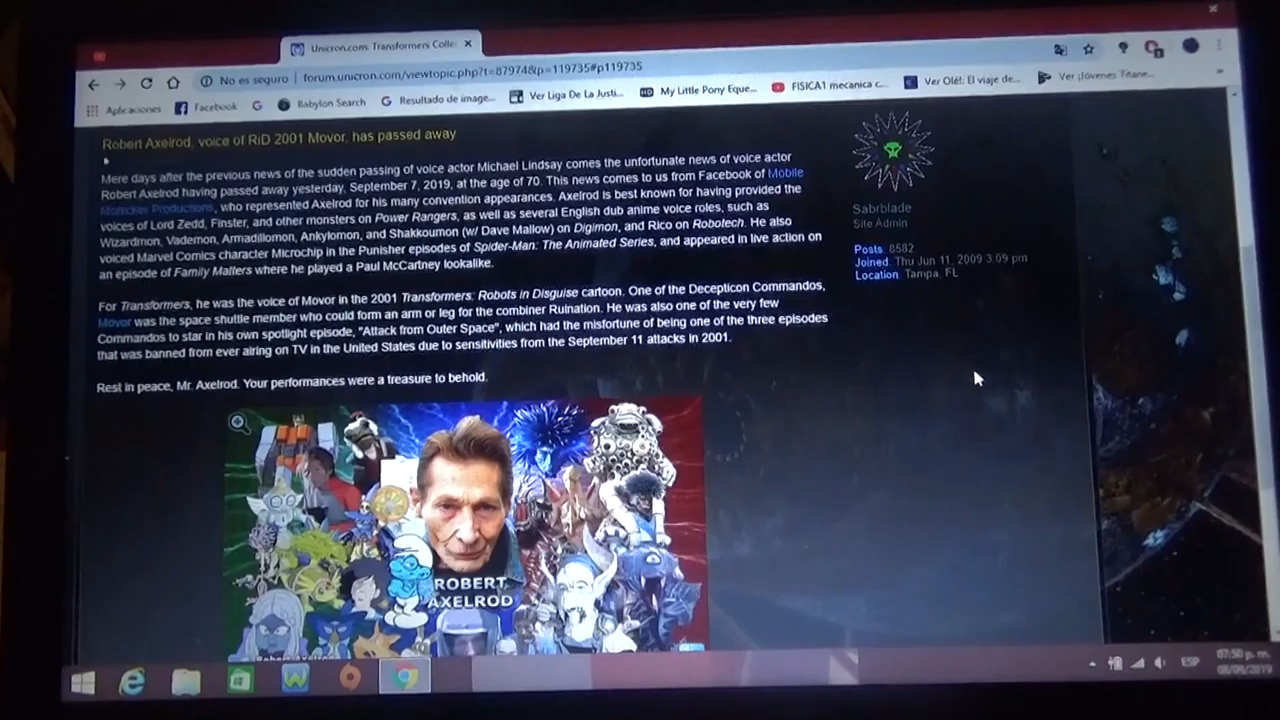 Unicron.com: Transformers Colle
No es seguro | forum.unicron.com/viewtopic.php?t=87974&p=119735#p119735
Aplicaciones Facebook Babylon Search Resultado de image... Ver Liga De La Justi... My Little Pony Eque... FISICA1 mecanica c... Ver Olé!: El viaje de... Ver ¡Jóvenes Titane...
Robert Axelrod, voice of RiD 2001 Movor, has passed away
Mere days after the previous news of the sudden passing of voice actor Michael Lindsay comes the unfortunate news of voice actor
Robert Axelrod having passed away yesterday, September 7, 2019, at the age of 70. This news comes to us from Facebook of Mobile
Productions, who represented Axelrod for his many convention appearances. Axelrod is best known for having provided the
voices of Lord Zedd, Finster, and other monsters on Power Rangers, as well as several English dub anime voice roles, such as
Wizardmon, Vademon, Armadillomon, Ankylomon, and Shakkoumon (w/ Dave Mallow) on Digimon, and Rico on Robotech. He also
voiced Marvel Comics character Microchip in the Punisher episodes of Spider-Man: The Animated Series, and appeared in live action on
an episode of Family Matters where he played a Paul McCartney lookalike.
For Transformers, he was the voice of Movor in the 2001 Transformers: Robots in Disguise cartoon. One of the Decepticon Commandos,
Movor was the space shuttle member who could form an arm or leg for the combiner Ruination. He was also one of the very few
Commandos to star in his own spotlight episode, "Attack from Outer Space", which had the misfortune of being one of the three episodes
that was banned from ever airing on TV in the United States due to sensitivities from the September 11 attacks in 2001.
Rest in peace, Mr. Axelrod. Your performances were a treasure to behold.
Sabrblade
Site Admin
Posts: 8582
Joined: Thu Jun 11, 2009 3:09 pm
Location: Tampa, FL
ROBERT
AXELROD
Robert Axelrod
ESP
07:50 p. m.
08/09/2019